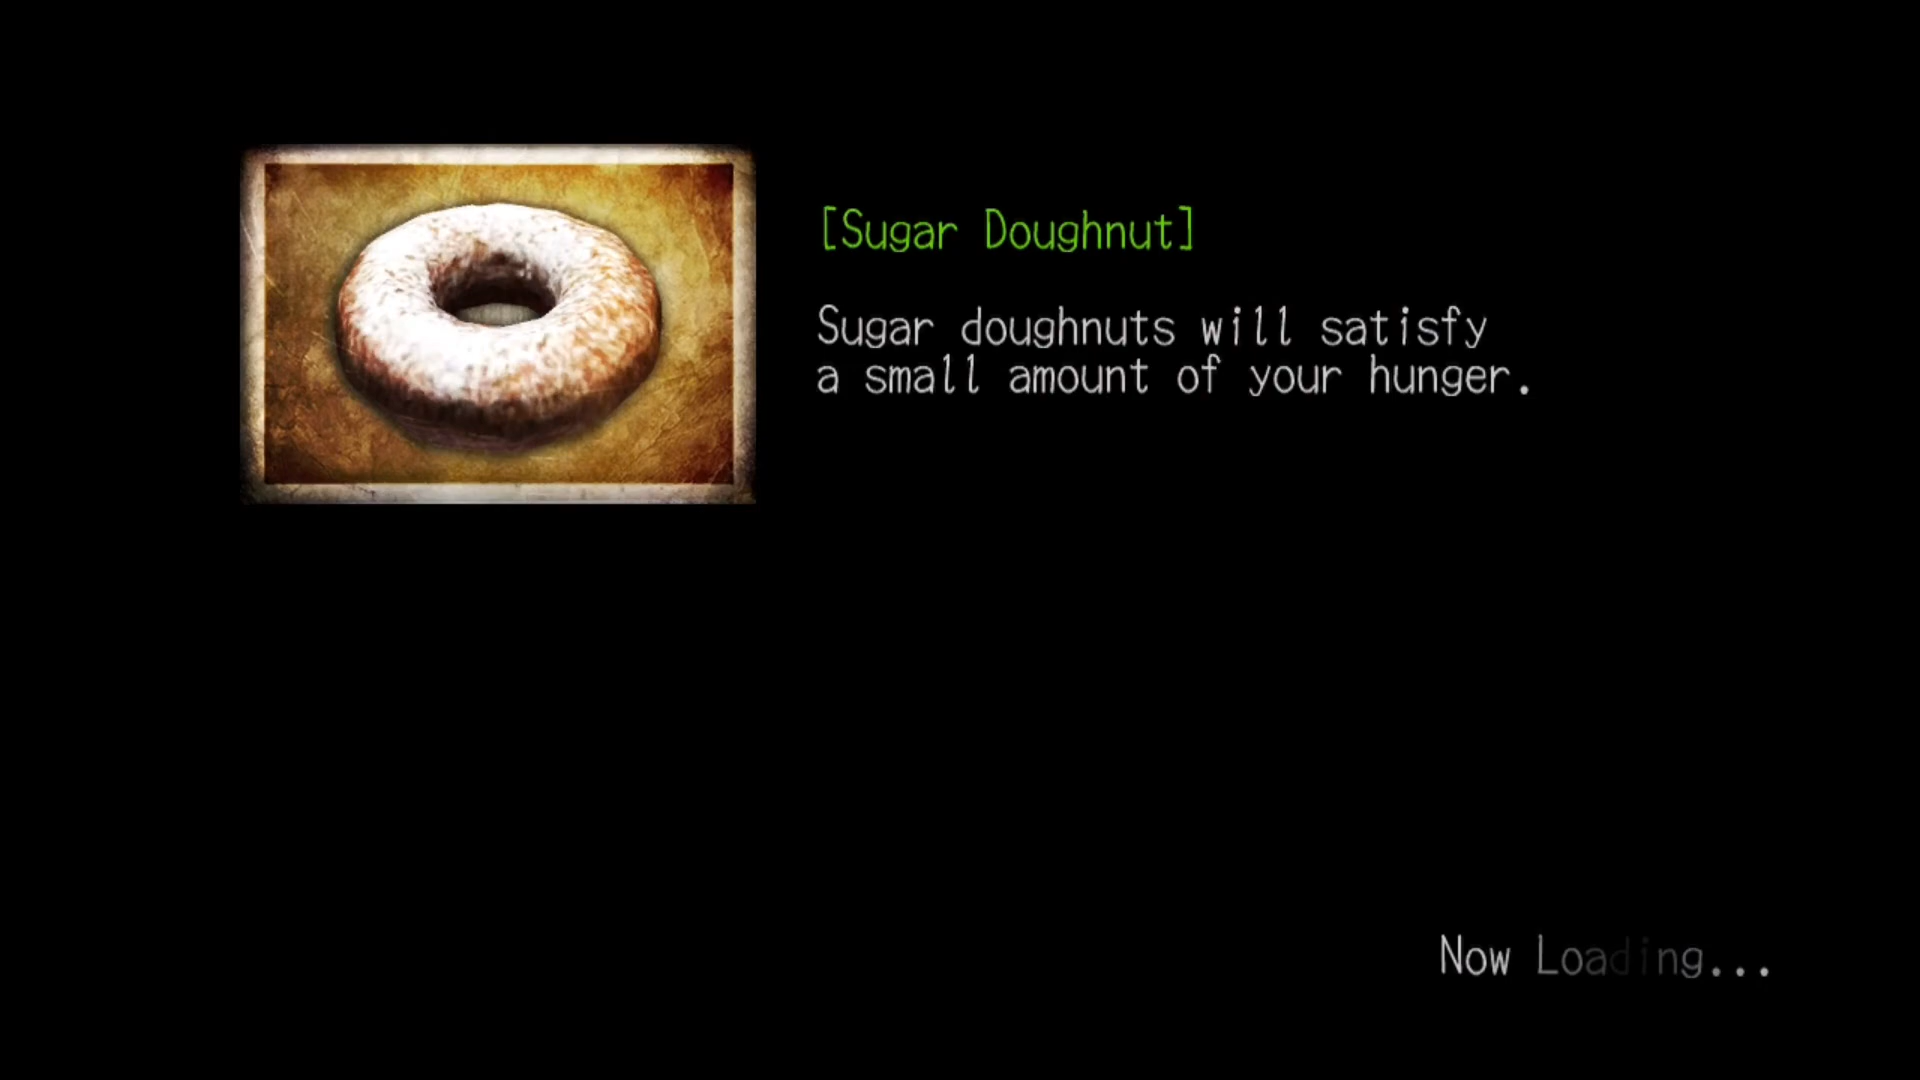 [Sugar Doughnut]
Sugar doughnuts will satisfy
a small amount of your hunger.
Now Loading...